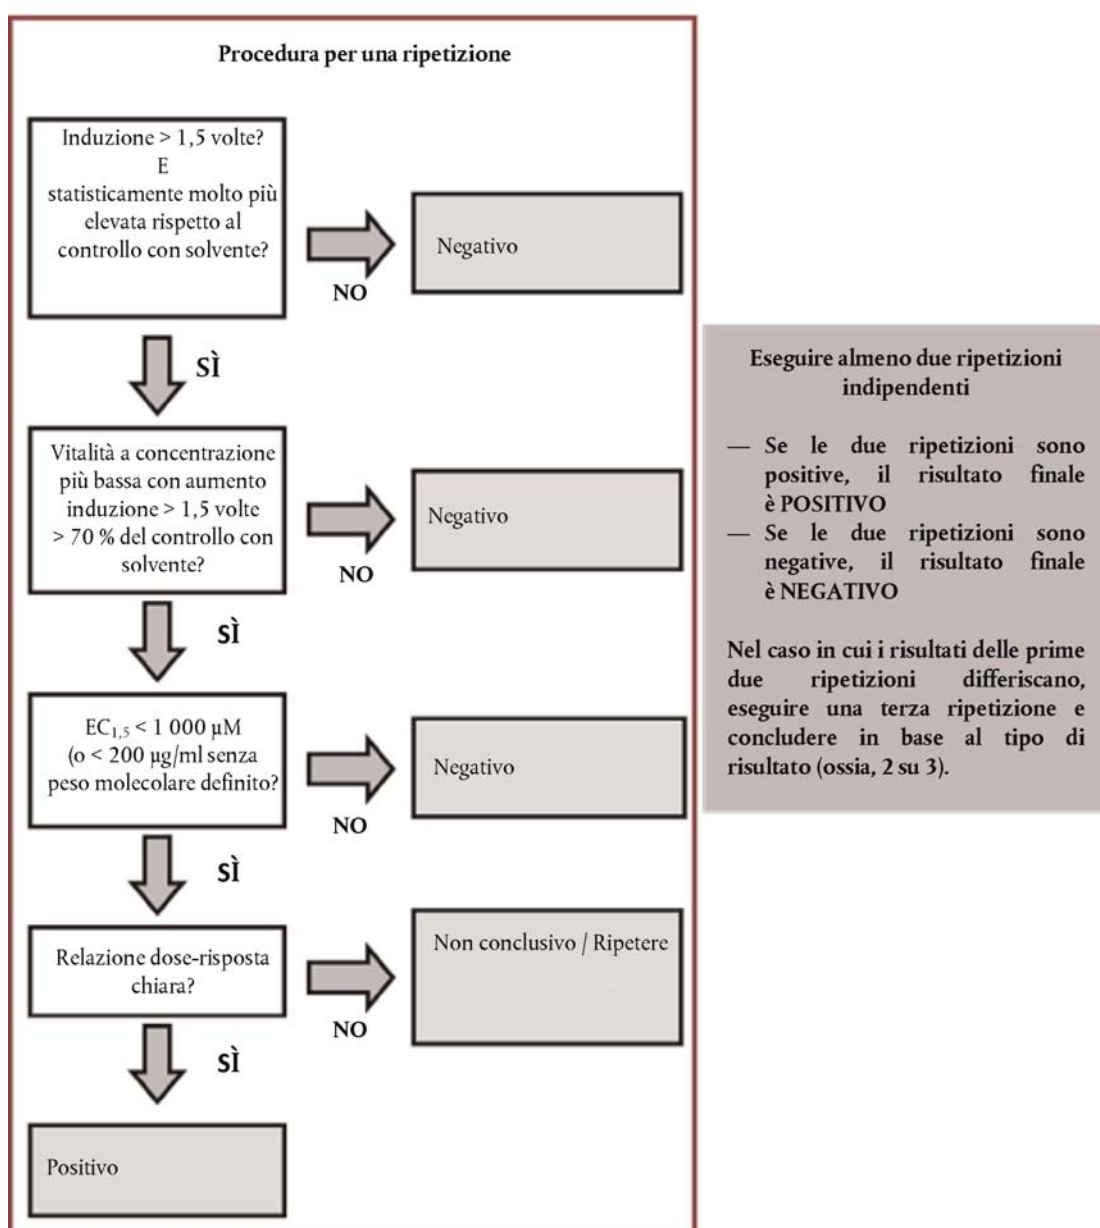 Procedura per una ripetizione
Induzione > 1,5 volte?
E
statisticamente molto più
elevata rispetto al
controllo con solvente?
NO
Negativo
SÌ
Vitalità a concentrazione
più bassa con aumento
induzione > 1,5 volte
> 70 % del controllo con
solvente?
NO
Negativo
SÌ
EC1,5 < 1 000 µM
(o < 200 µg/ml senza
peso molecolare definito?
NO
Negativo
SÌ
Relazione dose-risposta
chiara?
NO
Non conclusivo / Ripetere
SÌ
Positivo
Eseguire almeno due ripetizioni
indipendenti
— Se le due ripetizioni sono
positive, il risultato finale
è POSITIVO
— Se le due ripetizioni sono
negative, il risultato finale
è NEGATIVO
Nel caso in cui i risultati delle prime
due ripetizioni differiscano,
eseguire una terza ripetizione e
concludere in base al tipo di
risultato (ossia, 2 su 3).